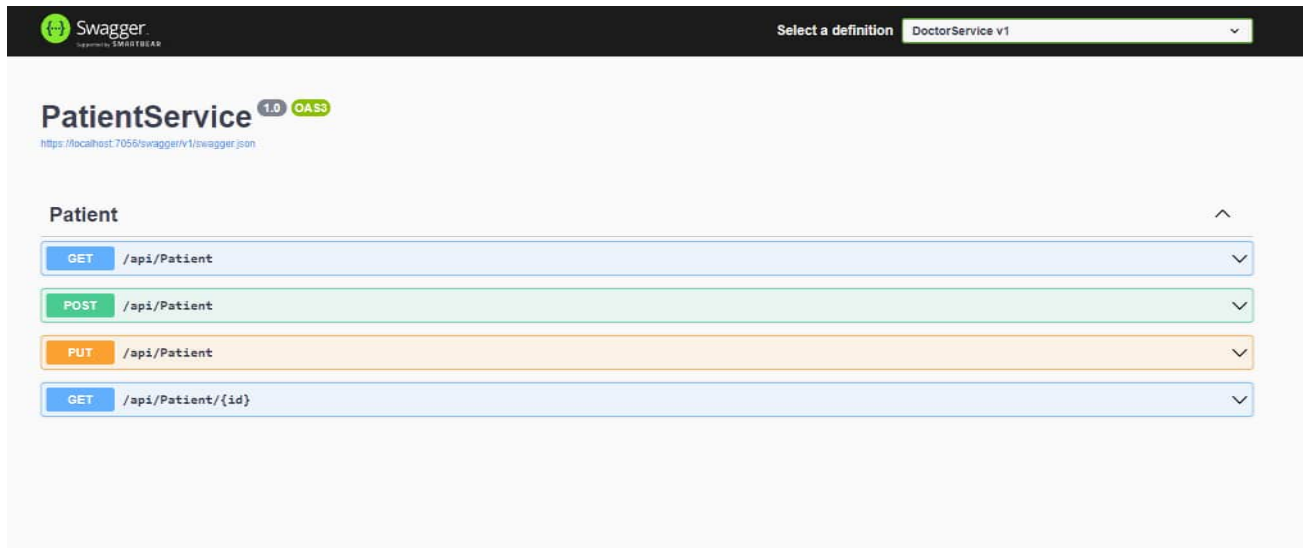 Swagger.
Supported by SMARTBEAR
Select a definition
DoctorService v1
PatientService 1.0 OAS3
https://localhost:7056/swagger/v1/swagger.json
Patient
GET /api/Patient
POST /api/Patient
PUT /api/Patient
GET /api/Patient/{id}